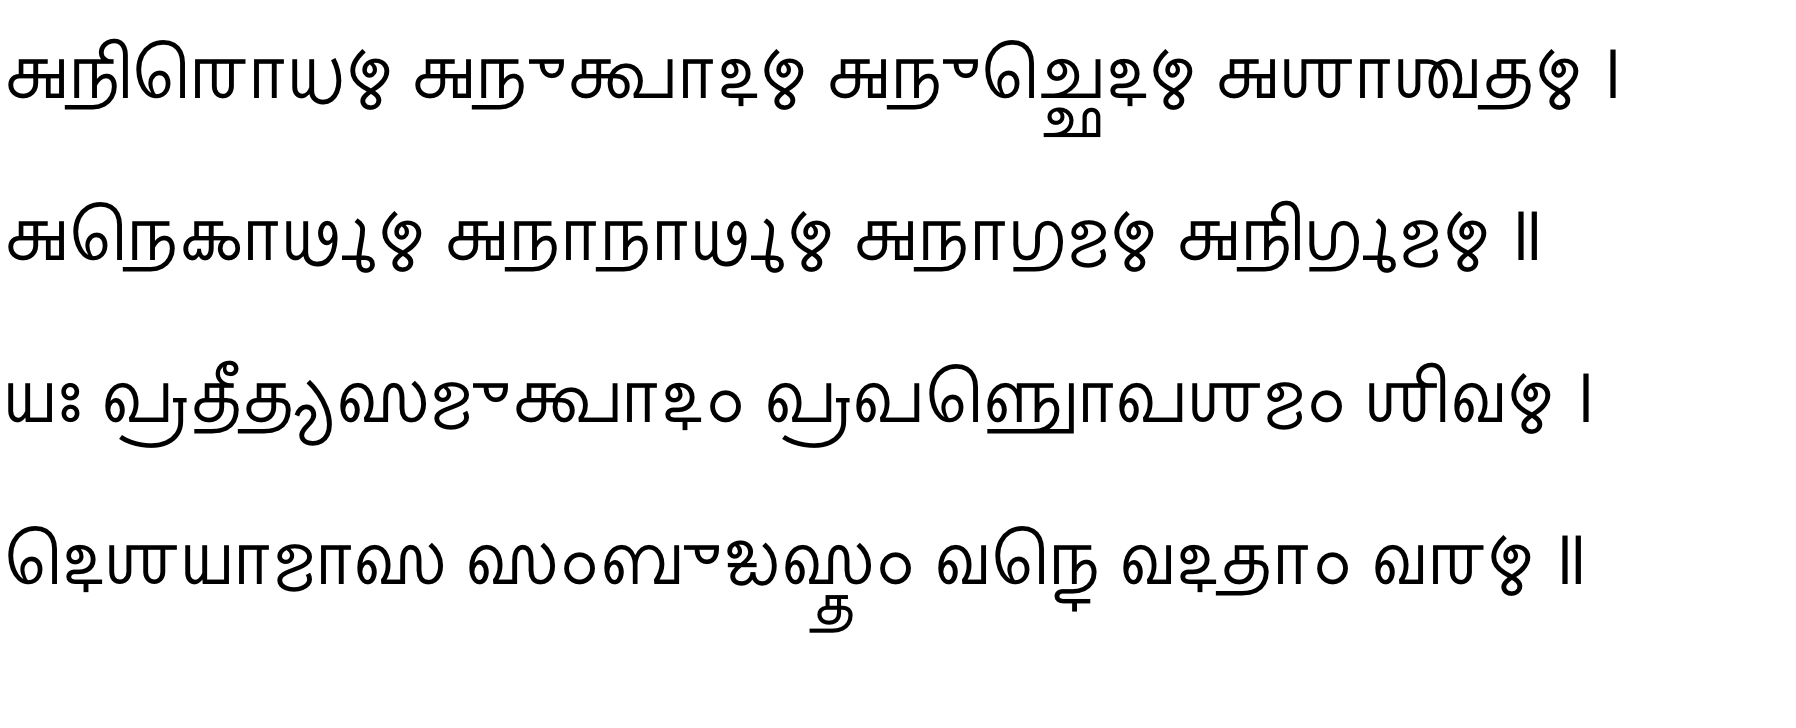 𑌅𑌨𑌿𑌰𑍋𑌧𑌮𑍍 𑌅𑌨𑍁𑌤𑍍𑌪𑌾𑌦𑌮𑍍 𑌅𑌨𑍁𑌚𑍍𑌛𑍇𑌦𑌮𑍍 𑌅𑌶𑌾𑌶𑍍𑌵𑌤𑌮𑍍 ।
𑌅𑌨𑍇𑌕𑌾𑌰𑍍𑌥𑌮𑍍 𑌅𑌨𑌾𑌨𑌾𑌰𑍍𑌥𑌮𑍍 𑌅𑌨𑌾𑌗𑌮𑌮𑍍 𑌅𑌨𑌿𑌰𑍍𑌗𑌮𑌮𑍍 ॥
𑌯𑌃 𑌪𑍍𑌰𑌤𑍀𑌤𑍍𑌯𑌸𑌮𑍁𑌤𑍍𑌪𑌾𑌦𑌂 𑌪𑍍𑌰𑌪𑌞𑍍𑌚𑍋𑌪𑌶𑌮𑌂 𑌶𑌿𑌵𑌮𑍍 ।
𑌦𑍇𑌶𑌯𑌾𑌮𑌾𑌸 𑌸𑌂𑌬𑍁𑌦𑍍𑌧𑌸𑍍𑌤𑌂 𑌵𑌨𑍍𑌦𑍇 𑌵𑌦𑌤𑌾𑌂 𑌵𑌰𑌮𑍍 ॥